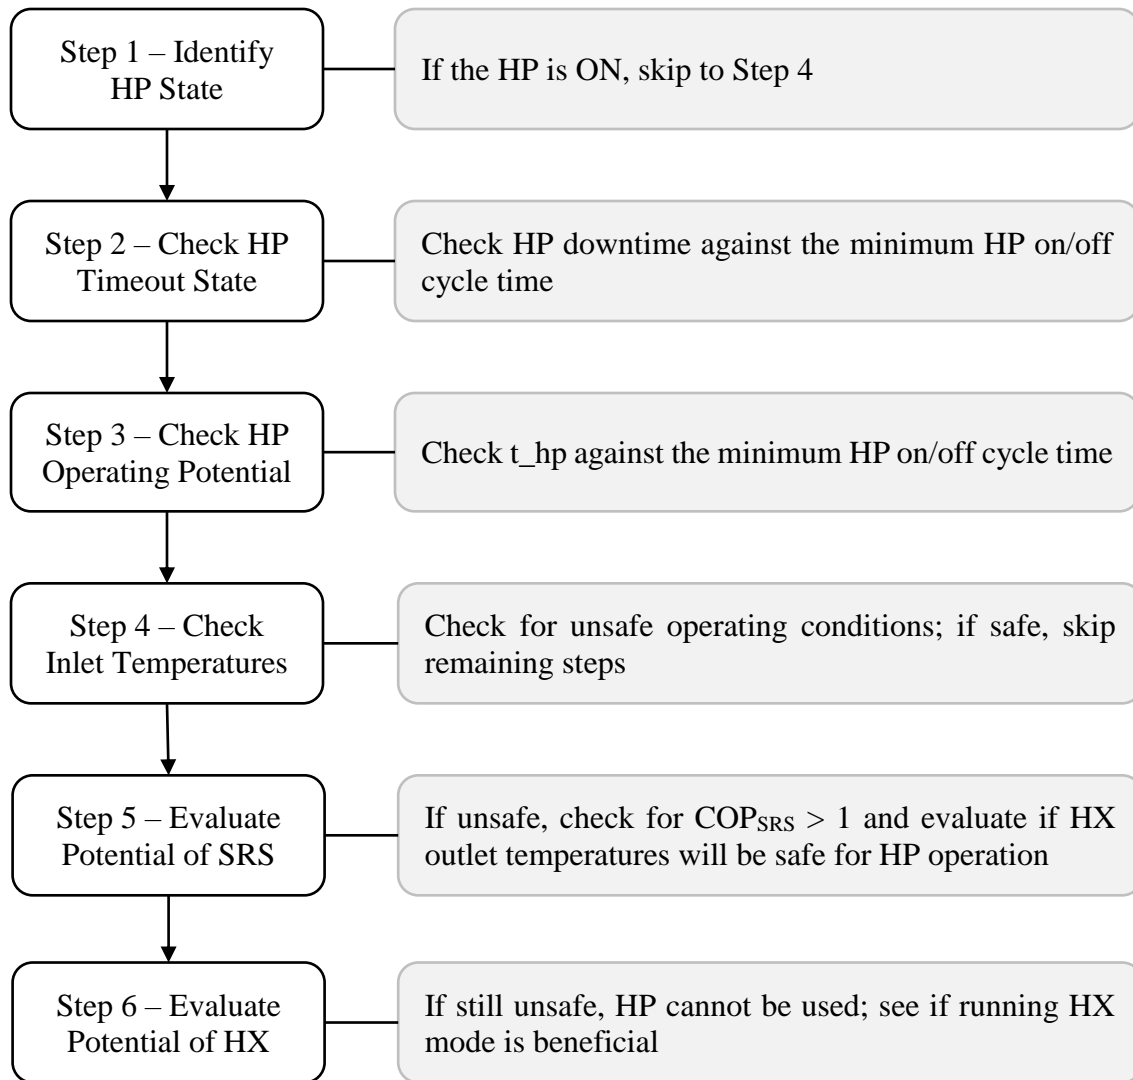 Step 1 – Identify
HP State
If the HP is ON, skip to Step 4
Step 2 – Check HP
Timeout State
Check HP downtime against the minimum HP on/off
cycle time
Step 3 – Check HP
Operating Potential
Check t_hp against the minimum HP on/off cycle time
Step 4 – Check
Inlet Temperatures
Check for unsafe operating conditions; if safe, skip
remaining steps
Step 5 – Evaluate
Potential of SRS
If unsafe, check for COPSRS > 1 and evaluate if HX
outlet temperatures will be safe for HP operation
Step 6 – Evaluate
Potential of HX
If still unsafe, HP cannot be used; see if running HX
mode is beneficial